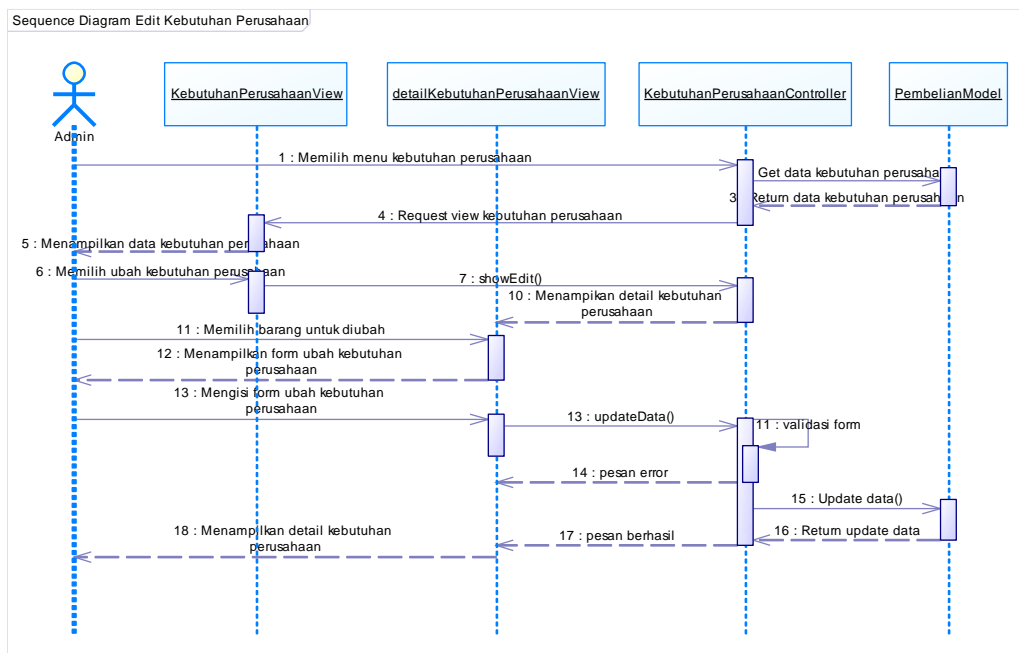 Sequence Diagram Edit Kebutuhan Perusahaan
KebutuhanPerusahaanView
detailKebutuhanPerusahaanView
KebutuhanPerusahaanController
PembelianModel
Admin
1 : Memilih menu kebutuhan perusahaan
Get data kebutuhan perusaha
3 Return data kebutuhan perusahaan
4 : Request view kebutuhan perusahaan
5 : Menampilkan data kebutuhan perusahaan
6 : Memilih ubah kebutuhan perusahaan
7 : showEdit()
10 : Menampikan detail kebutuhan
perusahaan
11 : Memilih barang untuk diubah
12 : Menampilkan form ubah kebutuhan
perusahaan
13 : Mengisi form ubah kebutuhan
perusahaan
13 : updateData()
11 : validasi form
14 : pesan error
15 : Update data()
16 : Return update data
17 : pesan berhasil
18 : Menampilkan detail kebutuhan
perusahaan